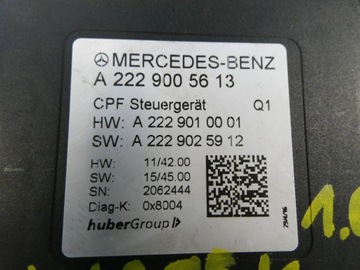 MERCEDES-BENZ
A 222 900 56 13
CPF Steuergerät Q1
HW: A 222 901 00 01
SW: A 222 902 59 12
HW: 11/42.00
SW: 15/45.00
SN: 2062444
Diag-K: 0x8004
huberGroup